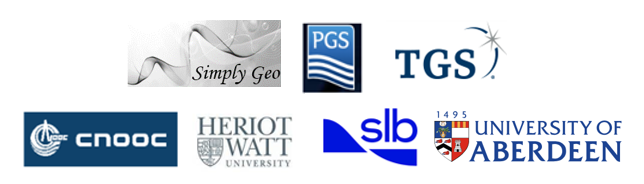 Simply Geo
PGS
TGS
cnooc
HERIOT
WATT
UNIVERSITY
slb
1495
UNIVERSITY OF
ABERDEEN